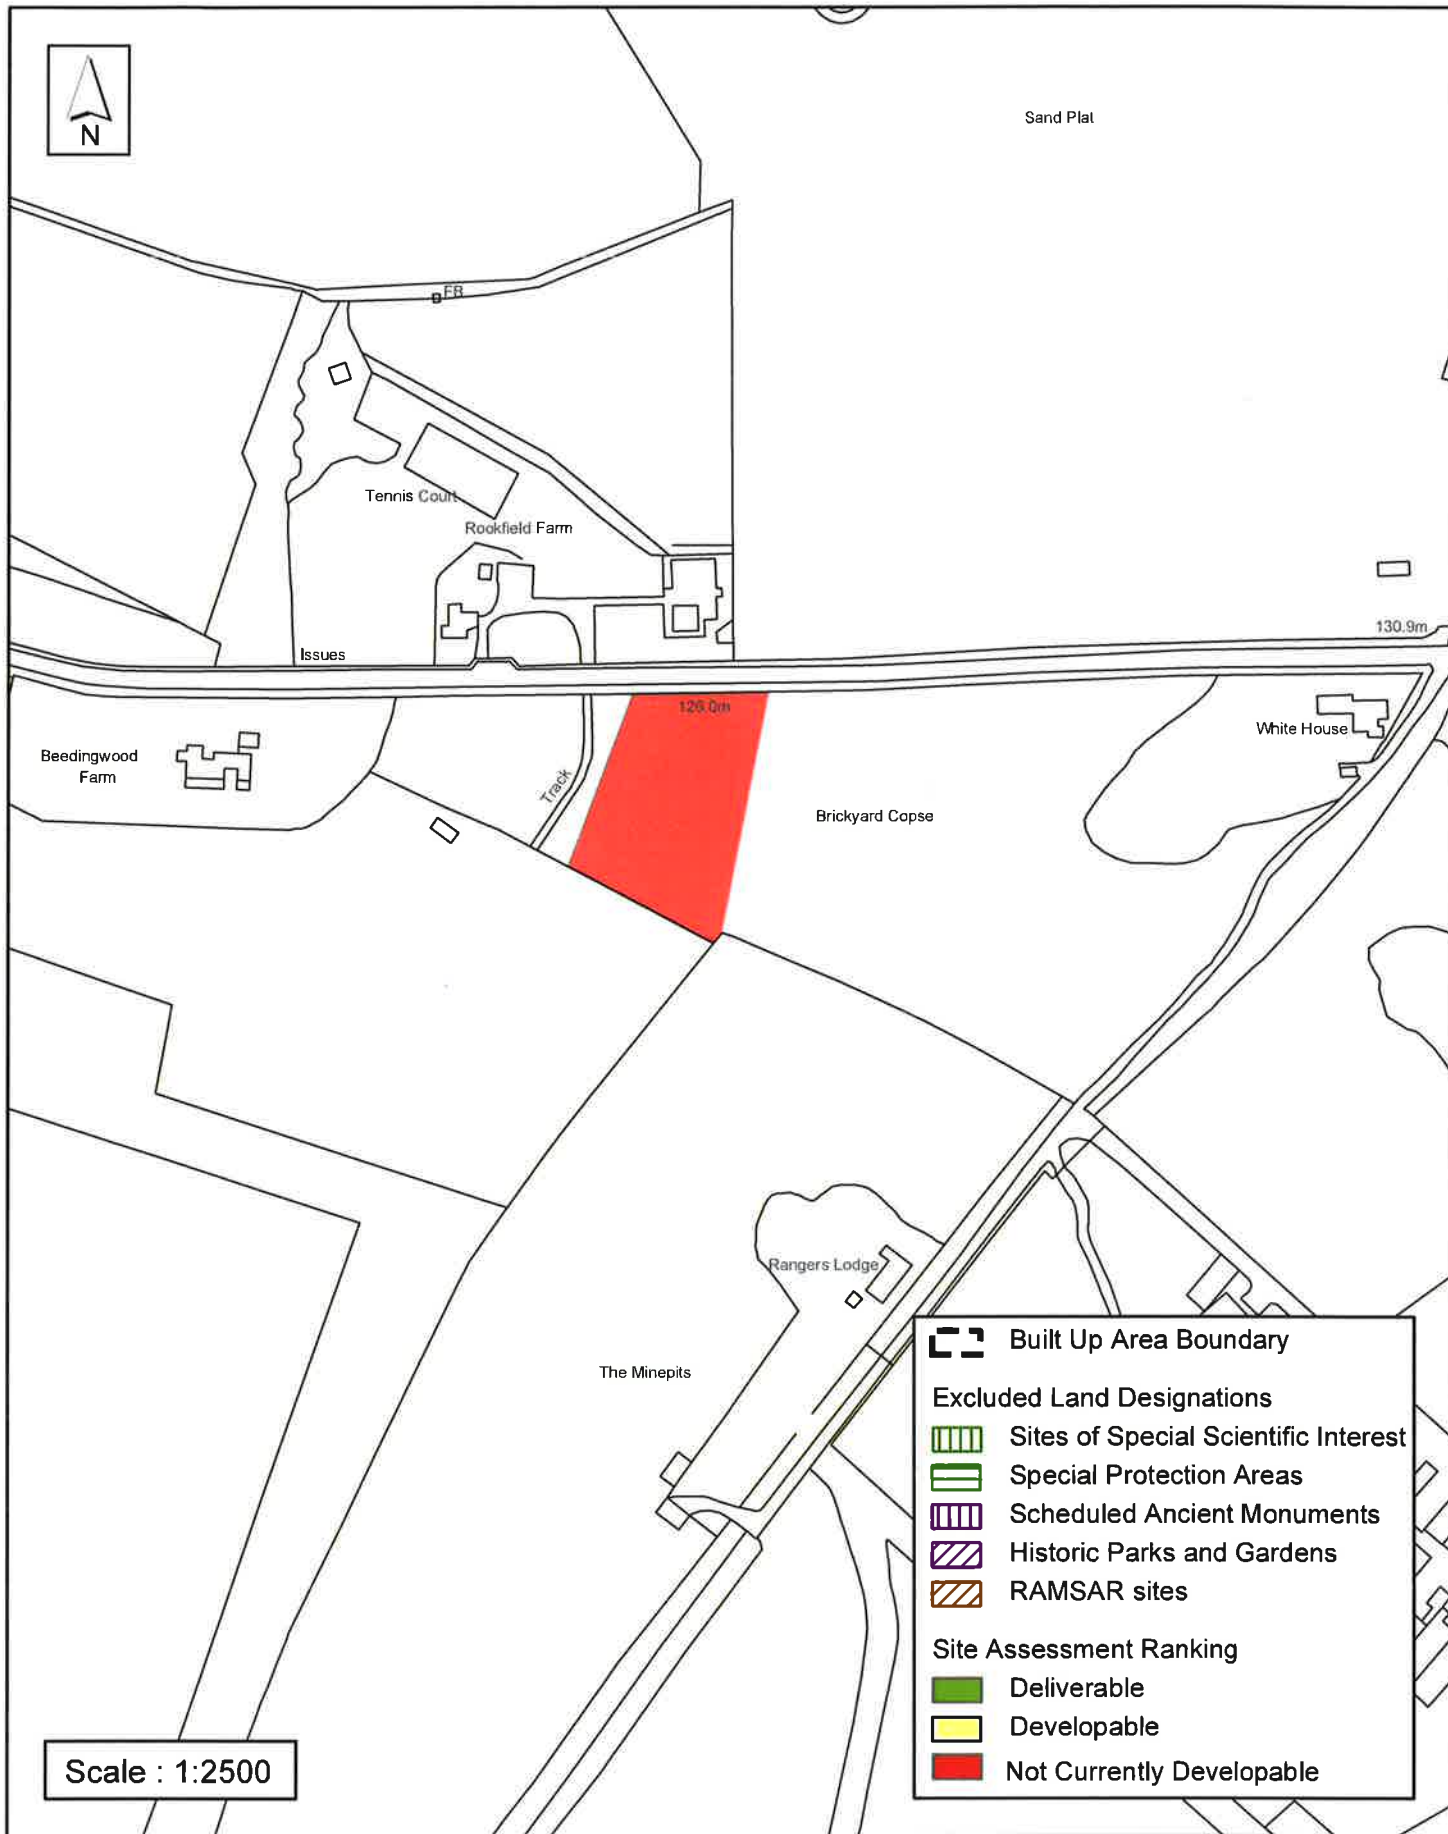 N
Sand Plat
FB
Tennis Court
Rookfield Farm
130.9m
Issues
126.0m
White House
Beedingwood
Farm
Track
Brickyard Copse
Rangers Lodge
The Minepits
Built Up Area Boundary
Excluded Land Designations
Sites of Special Scientific Interest
Special Protection Areas
Scheduled Ancient Monuments
Historic Parks and Gardens
RAMSAR sites
Site Assessment Ranking
Deliverable
Developable
Not Currently Developable
Scale : 1:2500